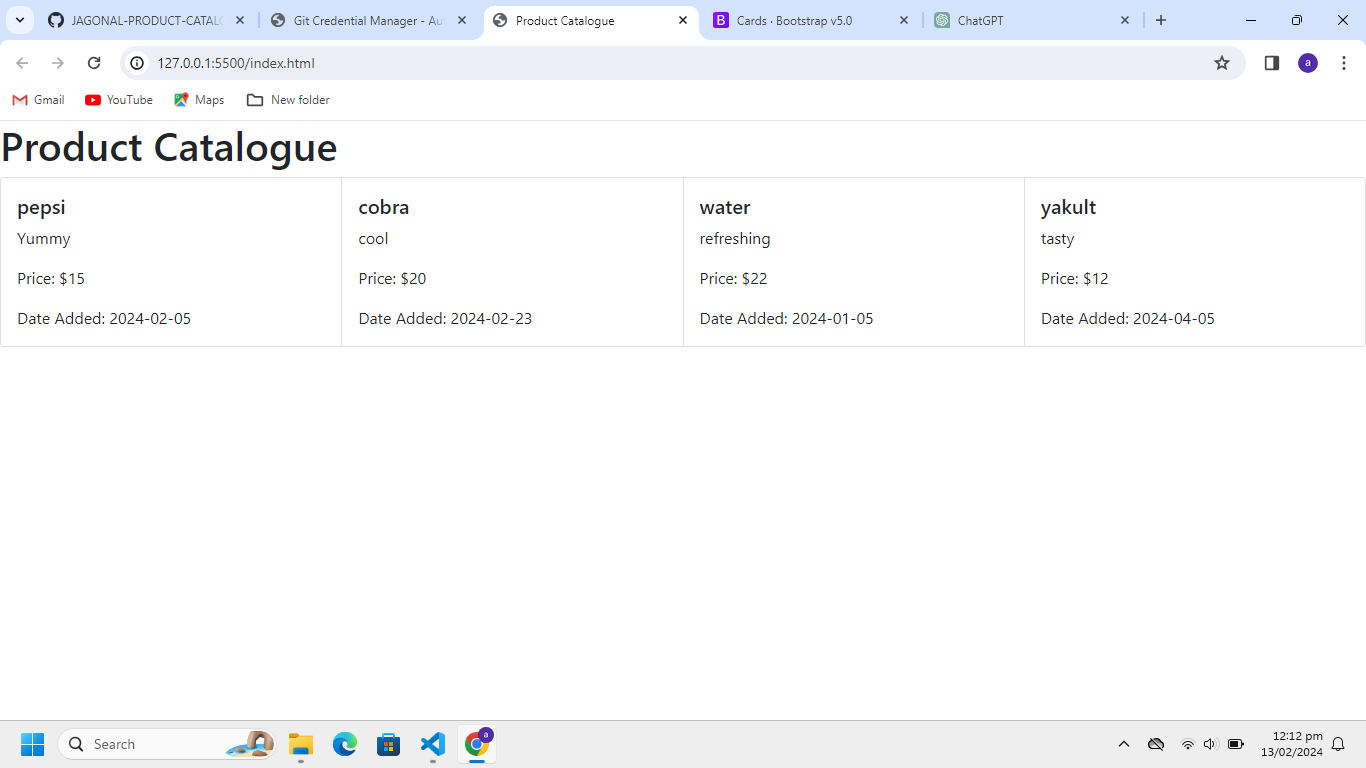 JAGONAL-PRODUCT-CATAL
Git Credential Manager - Au
Product Catalogue
Cards · Bootstrap v5.0
ChatGPT
127.0.0.1:5500/index.html
a
Gmail
YouTube
Maps
New folder
Product Catalogue
pepsi
Yummy
Price: $15
Date Added: 2024-02-05
cobra
cool
Price: $20
Date Added: 2024-02-23
water
refreshing
Price: $22
Date Added: 2024-01-05
yakult
tasty
Price: $12
Date Added: 2024-04-05
Search
a
12:12 pm
13/02/2024